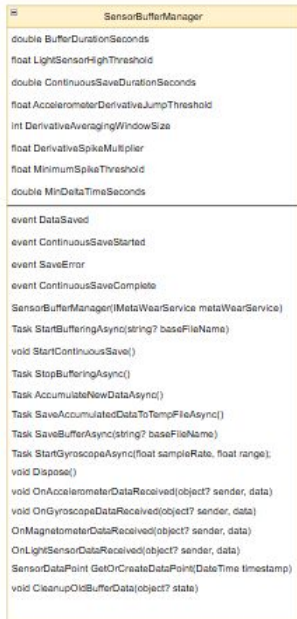 SensorBufferManager
double BufferDurationSeconds
float LightSensorHighThreshold
double ContinuousSaveDurationSeconds
float AccelerometerDerivativeJumpThreshold
int DerivativeAveragingWindowSize
float DerivativeSpikeMultiplier
float MinimumSpikeThreshold
double MinDeltaTimeSeconds
event DataSaved
event ContinuousSaveStarted
event SaveError
event ContinuousSaveComplete
SensorBufferManager(IMetaWearService metaWearService)
Task StartBufferingAsync(string? baseFileName)
void StartContinuousSave()
Task StopBufferingAsync()
Task AccumulateNewDataAsync()
Task SaveAccumulatedDataToTempFileAsync()
Task SaveBufferAsync(string? baseFileName)
Task StartGyroscopeAsync(float sampleRate, float range);
void Dispose()
void OnAccelerometerDataReceived(object? sender, data)
void OnGyroscopeDataReceived(object? sender, data)
OnMagnetometerDataReceived(object? sender, data)
OnLightSensorDataReceived(object? sender, data)
SensorDataPoint GetOrCreateDataPoint(DateTime timestamp)
void CleanupOldBufferData(object? state)